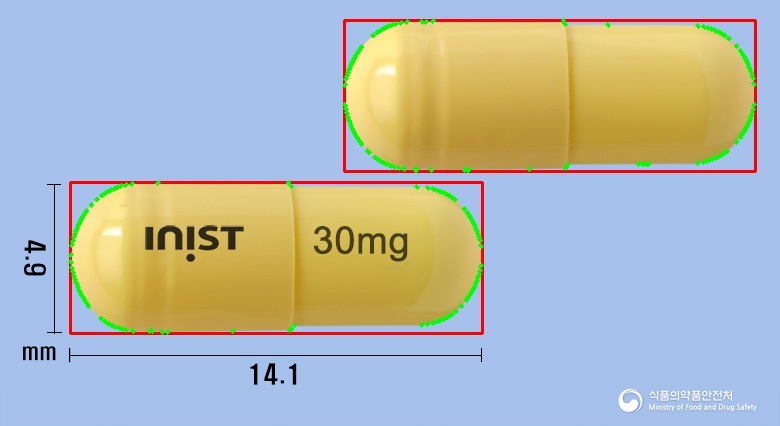 INIST
30mg
4.9
mm
14.1
식품의약품안전처
Ministry of Food and Drug Safety